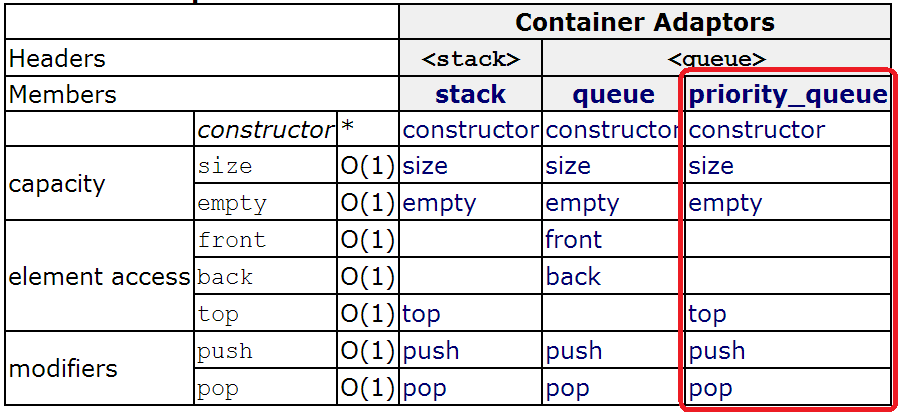 Container Adaptors
Headers <stack> <queue>
Members stack queue priority_queue
constructor * constructor constructor constructor
capacity size O(1) size size size
empty O(1) empty empty empty
element access front O(1) front
back O(1) back
top O(1) top top
modifiers push O(1) push push push
pop O(1) pop pop pop